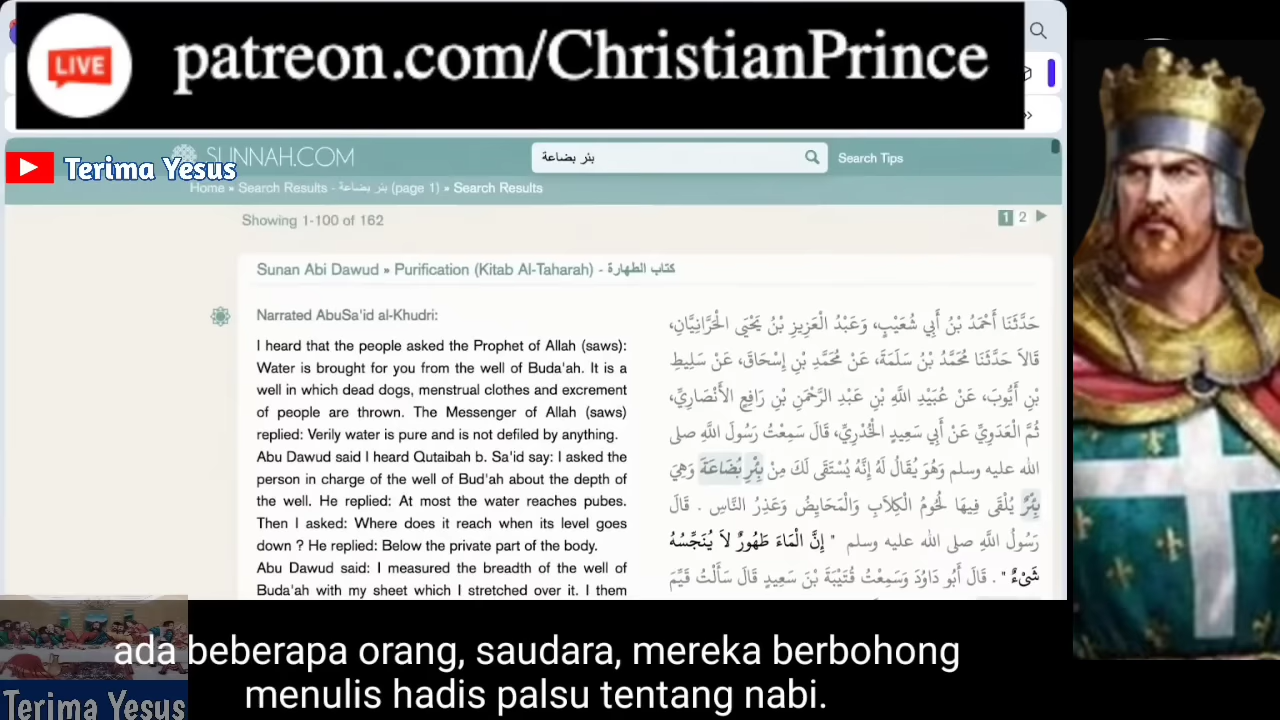 LIVE
patreon.com/ChristianPrince
Terima Yesus
SUNNAH.COM
بئر بضاعة
Search Tips
Home » Search Results - بئر بضاعة (page 1) » Search Results
Showing 1-100 of 162
1 2
Sunan Abi Dawud » Purification (Kitab Al-Taharah) - كتاب الطهارة
Narrated AbuSa'id al-Khudri:
I heard that the people asked the Prophet of Allah (saws):
Water is brought for you from the well of Buda'ah. It is a
well in which dead dogs, menstrual clothes and excrement
of people are thrown. The Messenger of Allah (saws)
replied: Verily water is pure and is not defiled by anything.
Abu Dawud said I heard Qutaibah b. Sa'id say: I asked the
person in charge of the well of Bud'ah about the depth of
the well. He replied: At most the water reaches pubes.
Then I asked: Where does it reach when its level goes
down ? He replied: Below the private part of the body.
Abu Dawud said: I measured the breadth of the well of
Buda'ah with my sheet which I stretched over it. I them
حَدَّثَنَا أَحْمَدُ بْنُ أَبِي شُعَيْبٍ، وَعَبْدُ الْعَزِيزِ بْنُ يَحْيَى الْحَرَّانِيَّانِ،
قَالاَ حَدَّثَنَا مُحَمَّدُ بْنُ سَلَمَةَ، عَنْ مُحَمَّدِ بْنِ إِسْحَاقَ، عَنْ سَلِيطِ
بْنِ أَيُّوبَ، عَنْ عُبَيْدِ اللَّهِ بْنِ عَبْدِ الرَّحْمَنِ بْنِ رَافِعٍ الأَنْصَارِيِّ،
ثُمَّ الْعَدَوِيِّ عَنْ أَبِي سَعِيدٍ الْخُدْرِيِّ، قَالَ سَمِعْتُ رَسُولَ اللَّهِ صلى
الله عليه وسلم وَهُوَ يُقَالُ لَهُ إِنَّهُ يُسْتَقَى لَكَ مِنْ بِئْرِ بُضَاعَةَ وَهِيَ
بِئْرٌ يُلْقَى فِيهَا لُحُومُ الْكِلاَبِ وَالْمَحَايِضُ وَعَذِرُ النَّاسِ . قَالَ
رَسُولُ اللَّهِ صلى الله عليه وسلم " إِنَّ الْمَاءَ طَهُورٌ لاَ يُنَجِّسُهُ
شَىْءٌ " . قَالَ أَبُو دَاوُدَ وَسَمِعْتُ قُتَيْبَةَ بْنَ سَعِيدٍ قَالَ سَأَلْتُ قَيِّمَ
ada beberapa orang, saudara, mereka berbohong
menulis hadis palsu tentang nabi.
Terima Yesus